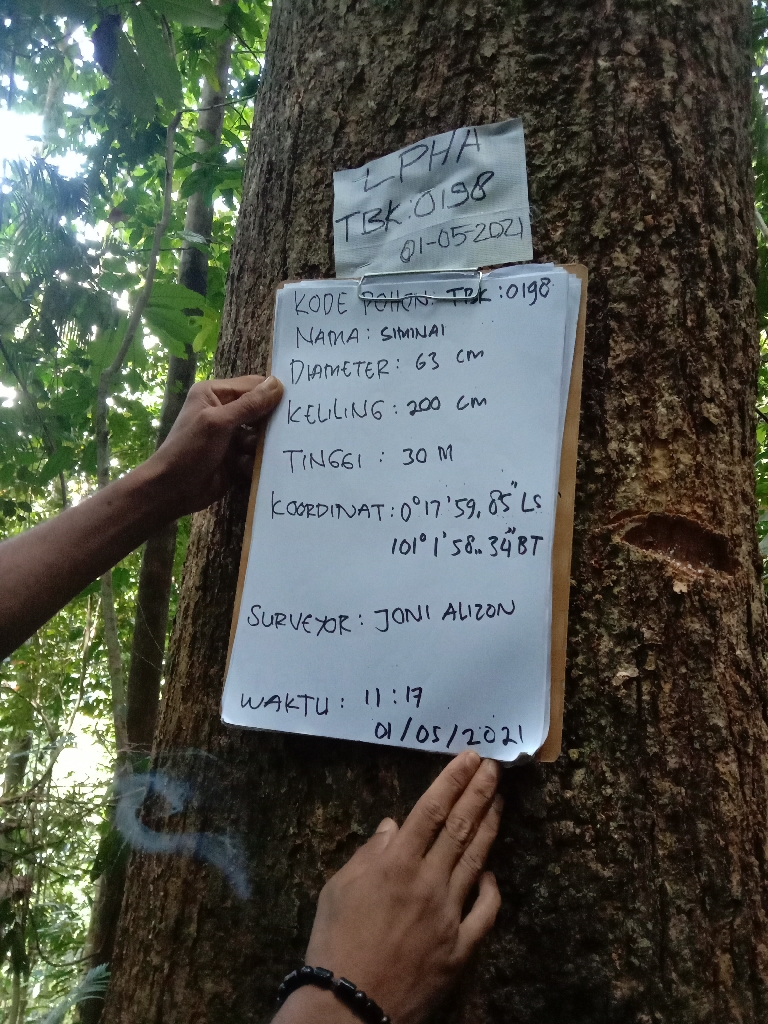 LPHA
TBK:0198
01-05-2021
KODE POHON: TBK:0198
NAMA: SIMINAI
DIAMETER: 63 cm
KELILING: 200 cm
TINGGI: 30 M
KOORDINAT: 0°17'59,85" LS
101°1'58..34" BT
SURVEYOR: JONI ALIZON
WAKTU: 11:17
01/05/2021